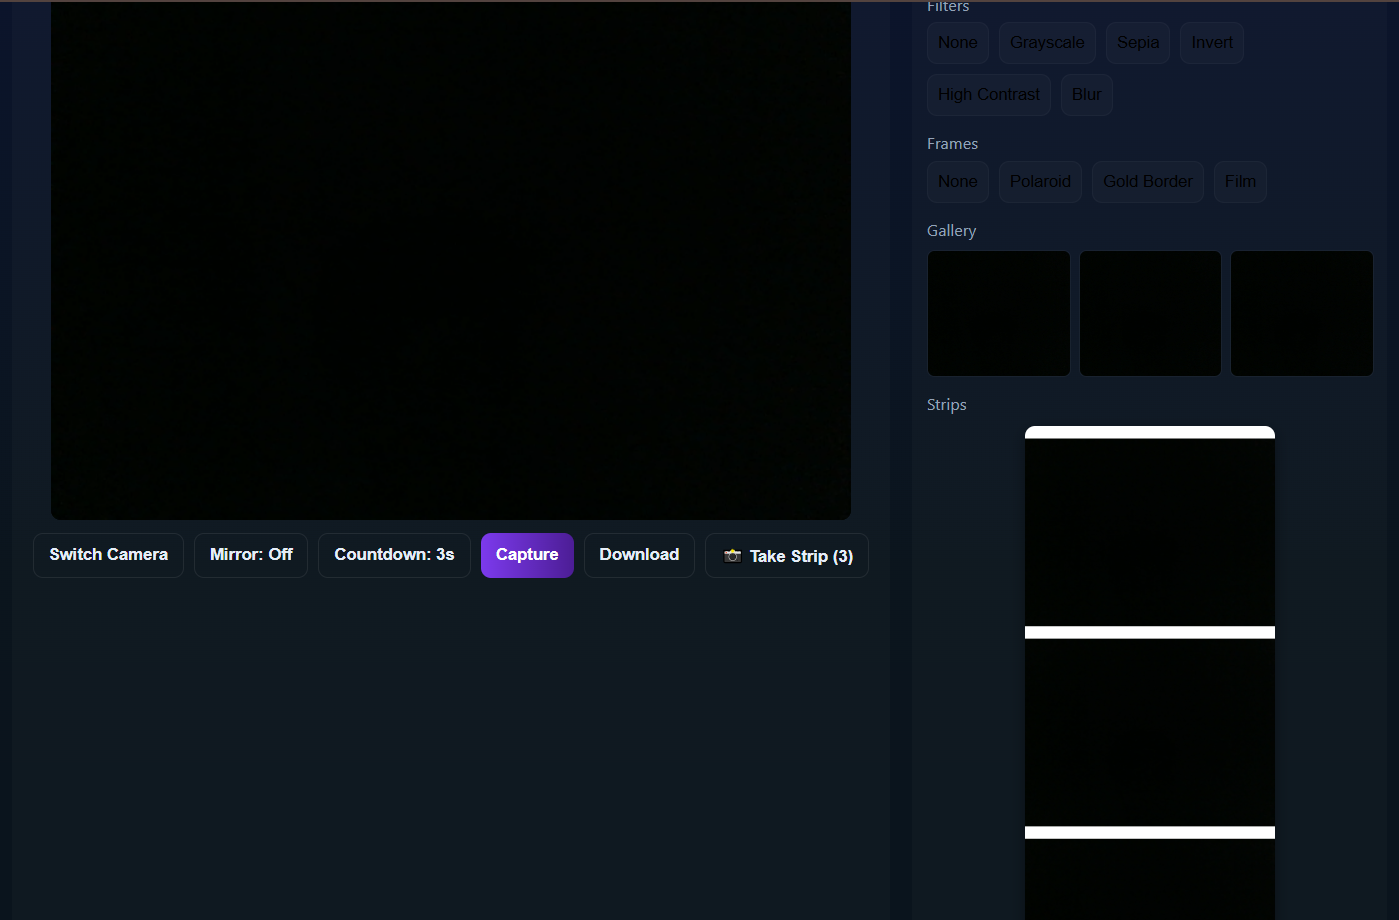 Filters
None Grayscale Sepia Invert
High Contrast Blur
Frames
None Polaroid Gold Border Film
Gallery
Strips
Switch Camera Mirror: Off Countdown: 3s Capture Download 📸 Take Strip (3)